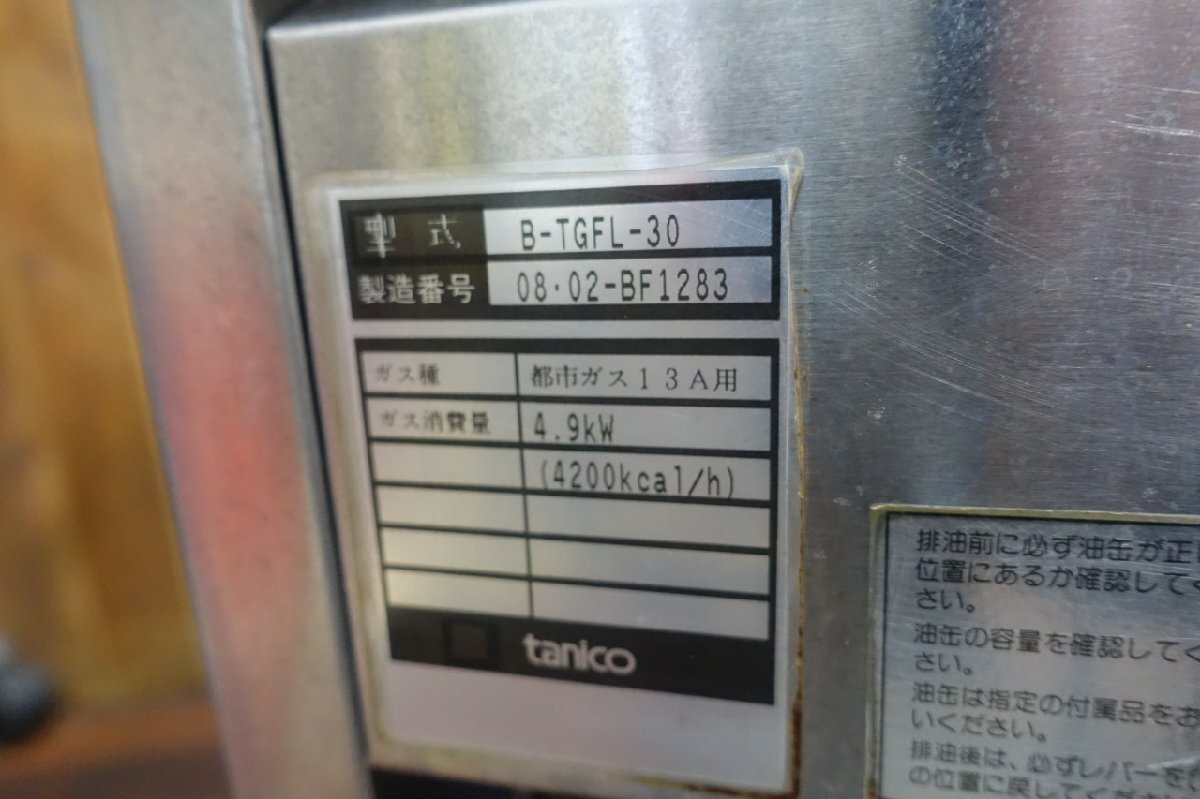 型式 B-TGFL-30
製造番号 08・02-BF1283
ガス種 都市ガス13A用
ガス消費量 4.9kW
(4200kcal/h)
tanico
排油前に必ず油缶が正
位置にあるか確認してく
さい。
油缶の容量を確認してく
さい。
油缶は指定の付属品をお
いください。
排油後は、必ずレバーを
の位置に戻してください